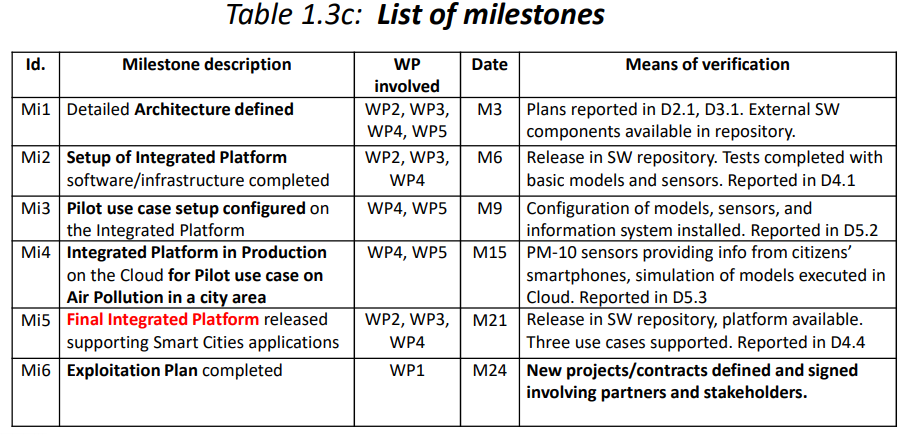 Table 1.3c: List of milestones
Id. Milestone description WP involved Date Means of verification
Mi1 Detailed Architecture defined WP2, WP3, M3 Plans reported in D2.1, D3.1. External SW
WP4, WP5 components available in repository.
Mi2 Setup of Integrated Platform WP2, WP3, M6 Release in SW repository. Tests completed with
software/infrastructure completed WP4 basic models and sensors. Reported in D4.1
Mi3 Pilot use case setup configured on WP4, WP5 M9 Configuration of models, sensors, and
the Integrated Platform information system installed. Reported in D5.2
Mi4 Integrated Platform in Production WP4, WP5 M15 PM-10 sensors providing info from citizens’
on the Cloud for Pilot use case on smartphones, simulation of models executed in
Air Pollution in a city area Cloud. Reported in D5.3
Mi5 Final Integrated Platform released WP2, WP3, M21 Release in SW repository, platform available.
supporting Smart Cities applications WP4 Three use cases supported. Reported in D4.4
Mi6 Exploitation Plan completed WP1 M24 New projects/contracts defined and signed
involving partners and stakeholders.